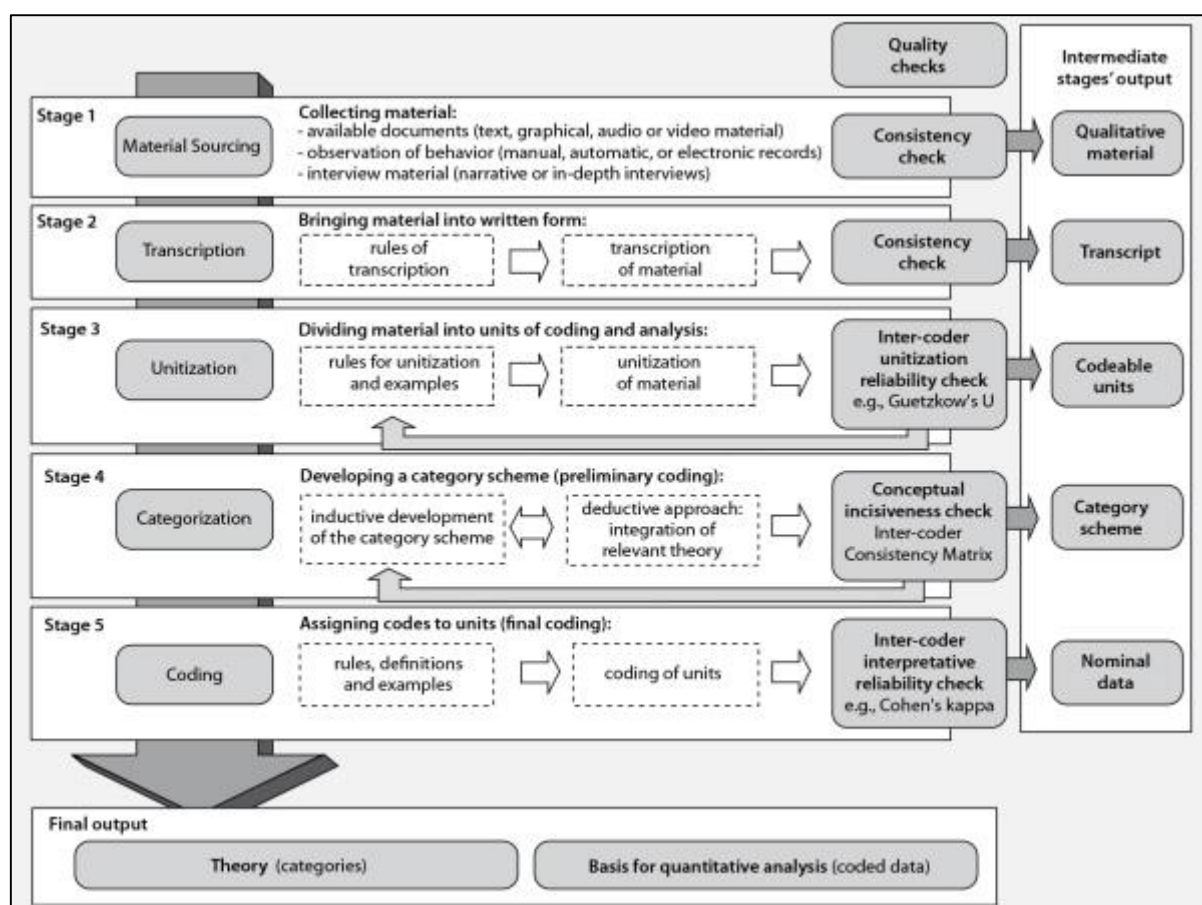 Quality
checks
Intermediate
stages' output
Stage 1
Material Sourcing
Collecting material:
- available documents (text, graphical, audio or video material)
- observation of behavior (manual, automatic, or electronic records)
- interview material (narrative or in-depth interviews)
Consistency
check
Qualitative
material
Stage 2
Transcription
Bringing material into written form:
rules of
transcription
transcription
of material
Consistency
check
Transcript
Stage 3
Unitization
Dividing material into units of coding and analysis:
rules for unitization
and examples
unitization
of material
Inter-coder
unitization
reliability check
e.g., Guetzkow's U
Codeable
units
Stage 4
Categorization
Developing a category scheme (preliminary coding):
inductive development
of the category scheme
deductive approach:
integration of
relevant theory
Conceptual
incisiveness check
Inter-coder
Consistency Matrix
Category
scheme
Stage 5
Coding
Assigning codes to units (final coding):
rules, definitions
and examples
coding of units
Inter-coder
interpretative
reliability check
e.g., Cohen's kappa
Nominal
data
Final output
Theory (categories)
Basis for quantitative analysis (coded data)